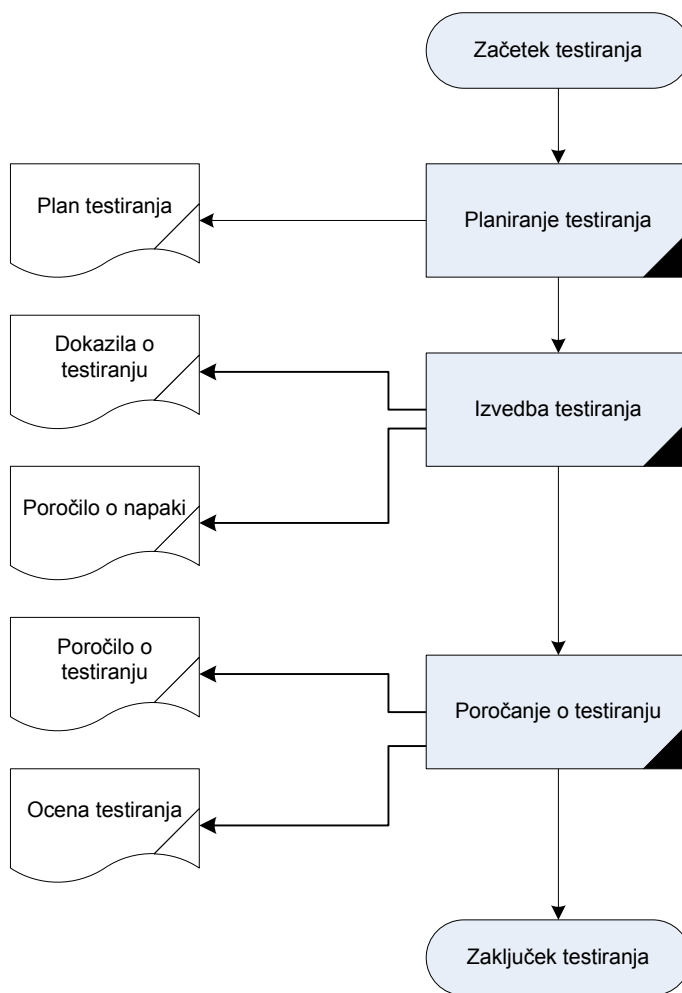 Začetek testiranja
Plan testiranja
Planiranje testiranja
Dokazila o
testiranju
Izvedba testiranja
Poročilo o napaki
Poročilo o
testiranju
Poročanje o testiranju
Ocena testiranja
Zaključek testiranja